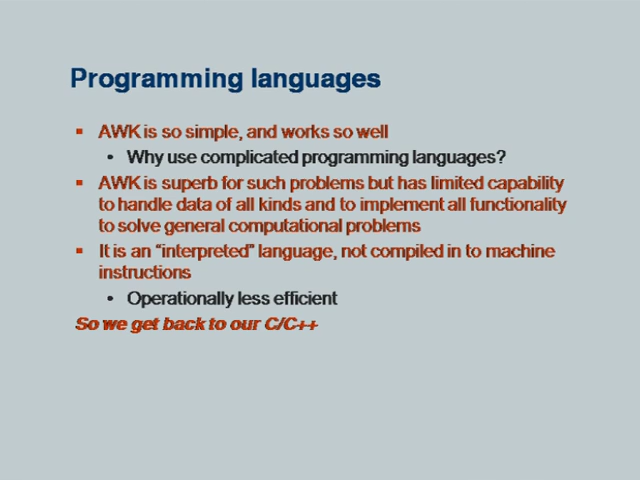 Programming languages
▪ AWK is so simple, and works so well
• Why use complicated programming languages?
▪ AWK is superb for such problems but has limited capability
to handle data of all kinds and to implement all functionality
to solve general computational problems
▪ It is an “interpreted” language, not compiled in to machine
instructions
• Operationally less efficient
So we get back to our C/C++